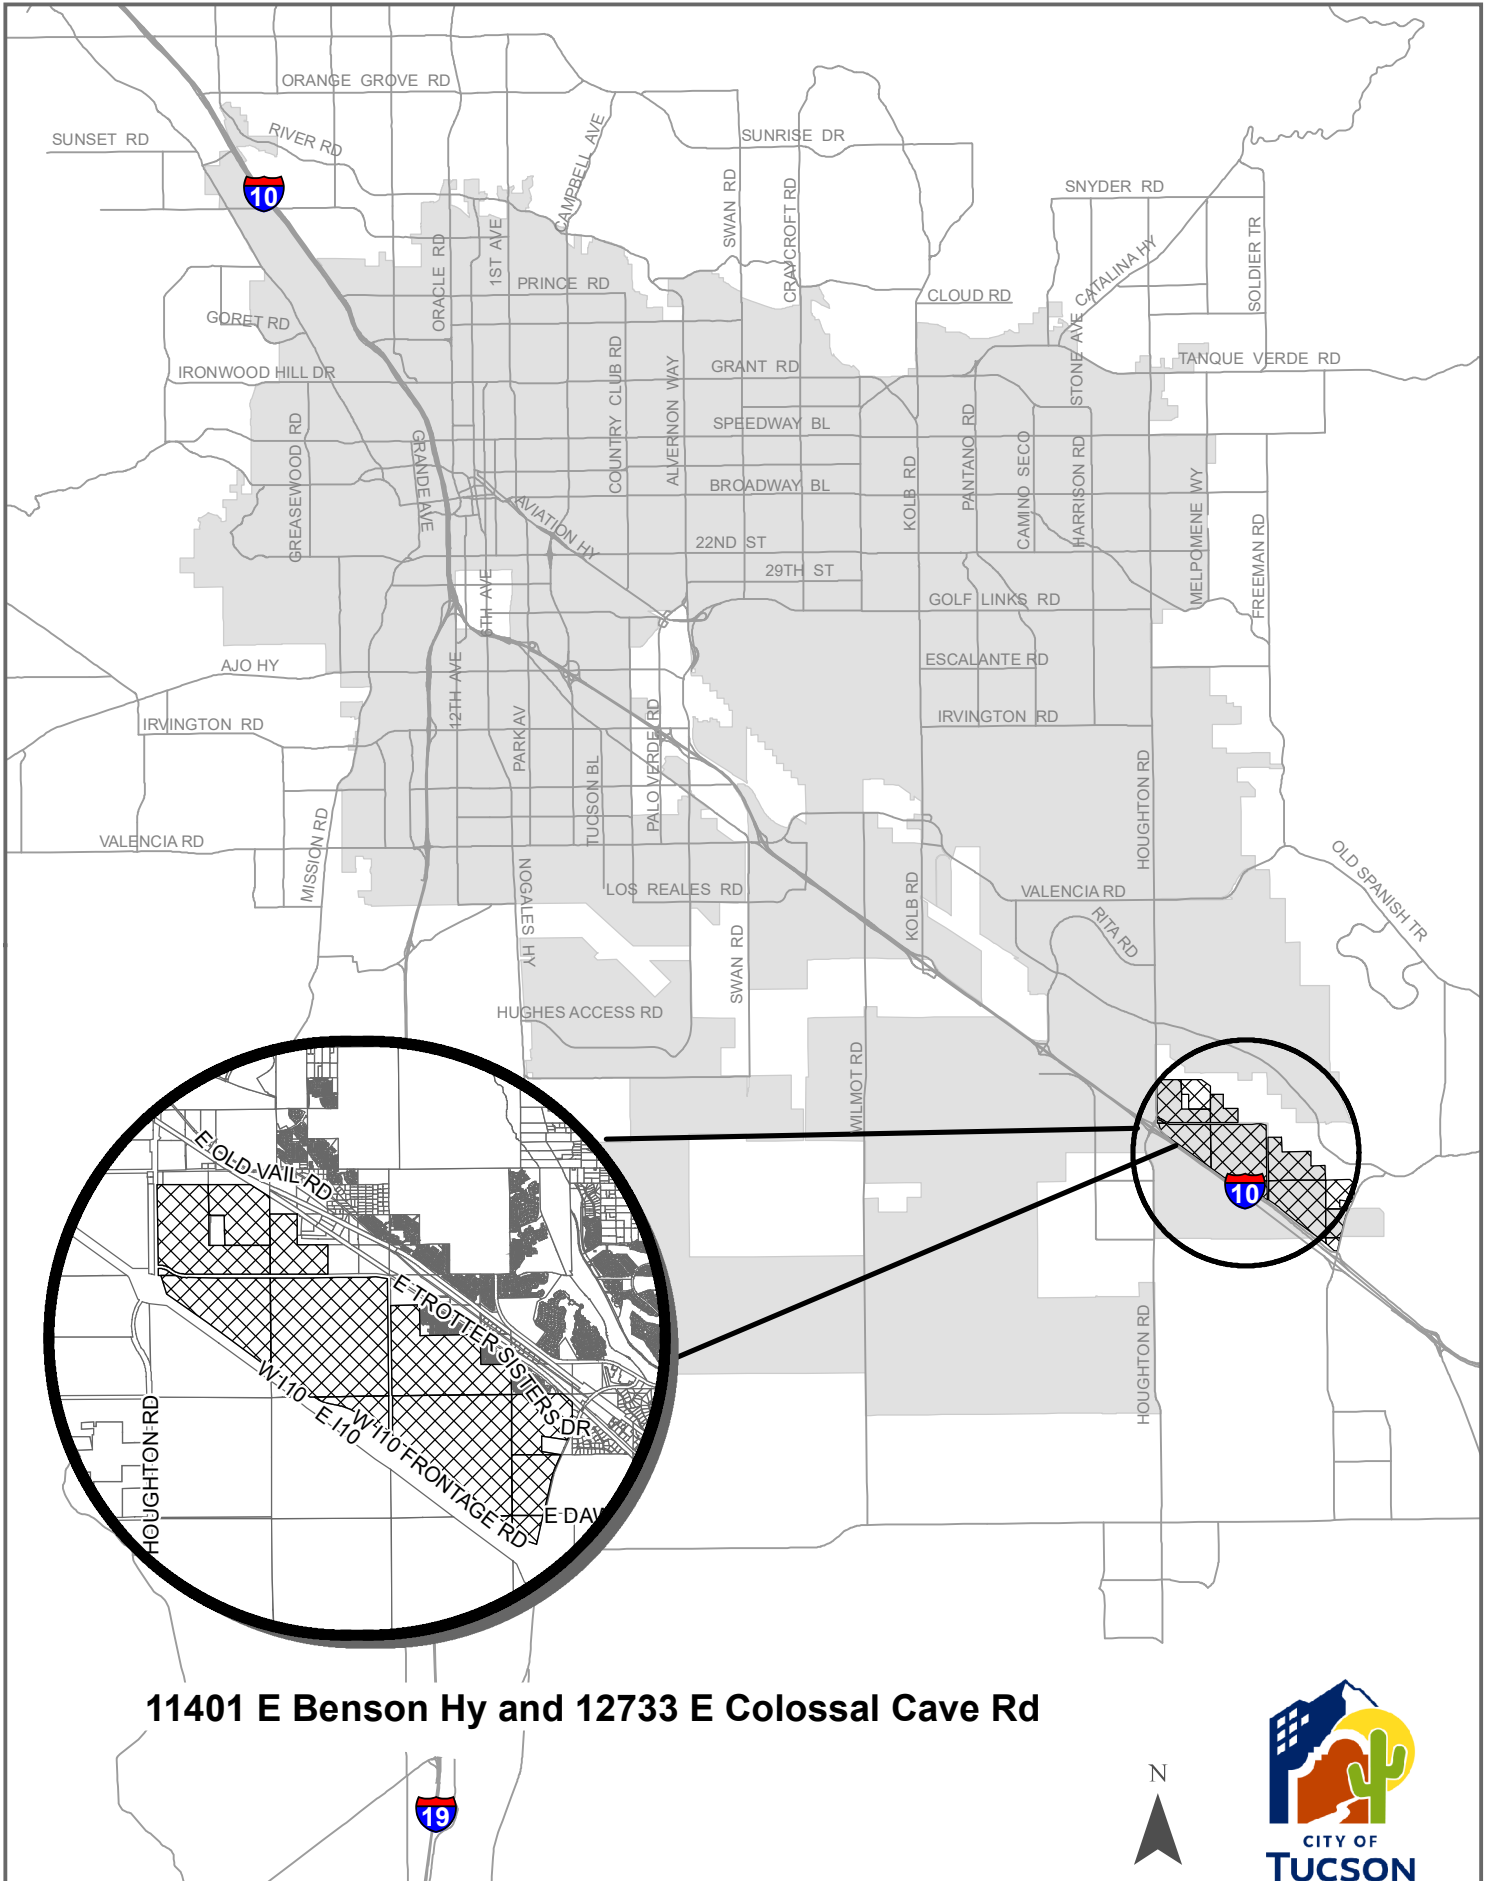 ORANGE GROVE RD
SUNSET RD
RIVER RD
CAMPBELL AVE
SUNRISE DR
10
SNYDER RD
SWAN RD
CRAYCROFT RD
ORACLE RD
1ST AVE
CATALINA HY
SOLDIER TR
PRINCE RD
CLOUD RD
GORET RD
STONE AVE
IRONWOOD HILL DR
GRANT RD
TANQUE VERDE RD
COUNTRY CLUB RD
ALVERNON WAY
SPEEDWAY BL
GREASEWOOD RD
GRANDE AVE
PANTANO RD
CAMINO SECO
HARRISON RD
KOLB RD
BROADWAY BL
MELPOMENE WY
AVIATION HY
22ND ST
FREEMAN RD
29TH ST
6TH AVE
GOLF LINKS RD
AJO HY
12TH AVE
ESCALANTE RD
IRVINGTON RD
PARK AV
PALO VERDE RD
IRVINGTON RD
TUCSON BL
HOUGHTON RD
VALENCIA RD
MISSION RD
OLD SPANISH TR
LOS REALES RD
NOGALES HY
KOLB RD
VALENCIA RD
RITA RD
SWAN RD
HUGHES ACCESS RD
WILMOT RD
E OLD VAIL RD
10
E TROTTER SISTERS DR
W I10
E I10
W I10 FRONTAGE RD
HOUGHTON RD
E DAW
HOUGHTON RD
11401 E Benson Hy and 12733 E Colossal Cave Rd
N
19
CITY OF
TUCSON